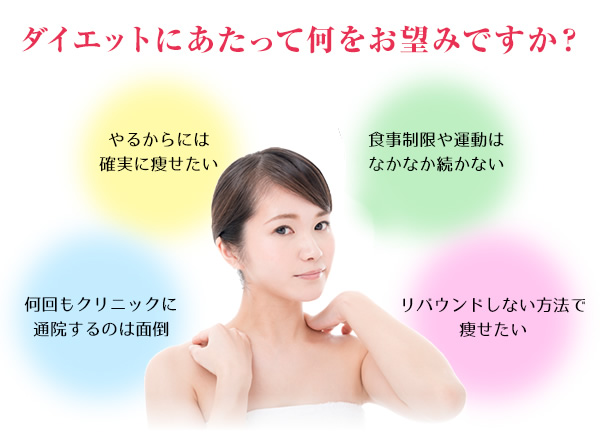 ダイエットにあたって何をお望みですか？
やるからには
確実に痩せたい
食事制限や運動は
なかなか続かない
何回もクリニックに
通院するのは面倒
リバウンドしない方法で
痩せたい